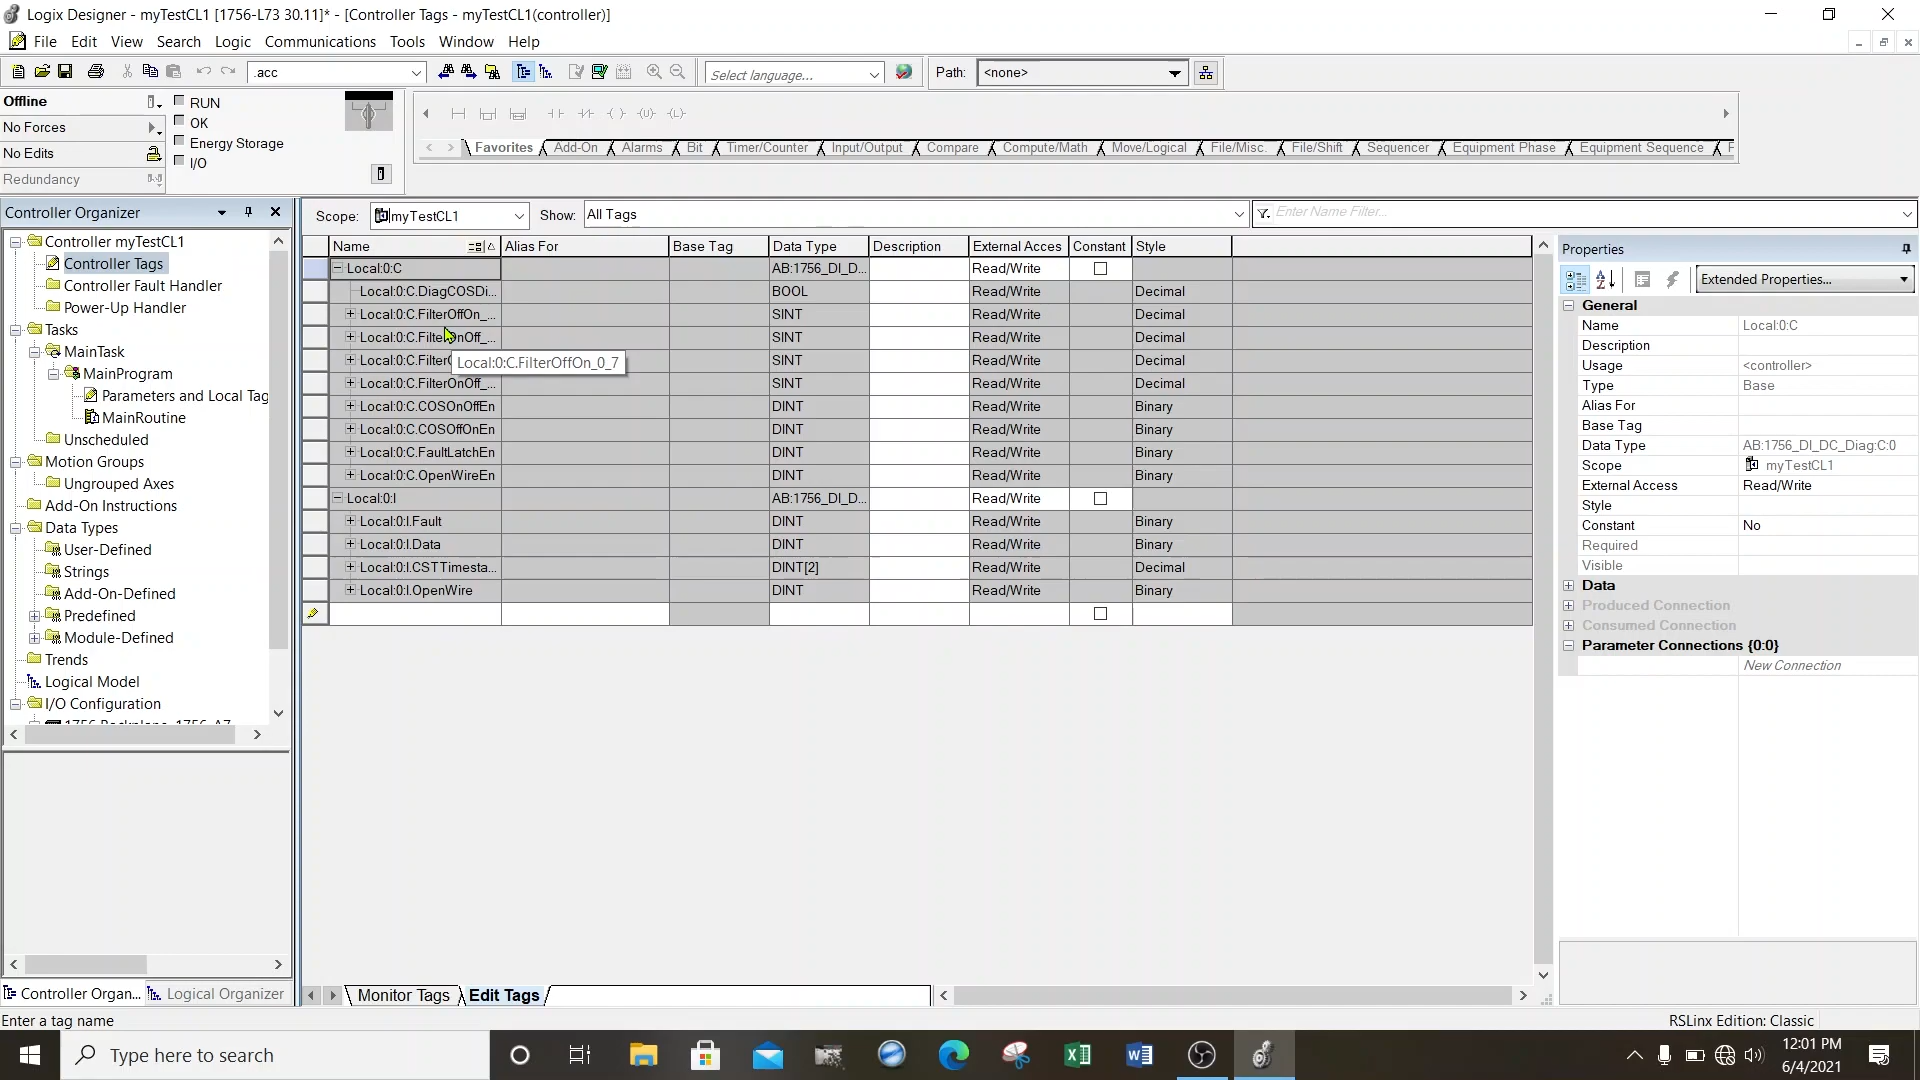 Logix Designer - myTestCL1 [1756-L73 30.11]* - [Controller Tags - myTestCL1(controller)]
File Edit View Search Logic Communications Tools Window Help
.acc Select language... Path: <none>
Offline RUN
No Forces OK
No Edits Energy Storage
Redundancy I/O
Favorites Add-On Alarms Bit Timer/Counter Input/Output Compare Compute/Math Move/Logical File/Misc. File/Shift Sequencer Equipment Phase Equipment Sequence
Controller Organizer
Controller myTestCL1
Controller Tags
Controller Fault Handler
Power-Up Handler
Tasks
MainTask
MainProgram
Parameters and Local Tag
MainRoutine
Unscheduled
Motion Groups
Ungrouped Axes
Add-On Instructions
Data Types
User-Defined
Strings
Add-On-Defined
Predefined
Module-Defined
Trends
Logical Model
I/O Configuration
1756 Backplane, 1756-A7
Controller Organ... Logical Organizer
Scope: myTestCL1 Show: All Tags Enter Name Filter...
Name Alias For Base Tag Data Type Description External Acces Constant Style
Local:0:C AB:1756_DI_D... Read/Write
Local:0:C.DiagCOSDi... BOOL Read/Write Decimal
Local:0:C.FilterOffOn_... SINT Read/Write Decimal
Local:0:C.FilterOnOff_... SINT Read/Write Decimal
Local:0:C.Filter SINT Read/Write Decimal
Local:0:C.FilterOffOn_0_7
Local:0:C.FilterOnOff_... SINT Read/Write Decimal
Local:0:C.COSOnOffEn DINT Read/Write Binary
Local:0:C.COSOffOnEn DINT Read/Write Binary
Local:0:C.FaultLatchEn DINT Read/Write Binary
Local:0:C.OpenWireEn DINT Read/Write Binary
Local:0:I AB:1756_DI_D... Read/Write
Local:0:I.Fault DINT Read/Write Binary
Local:0:I.Data DINT Read/Write Binary
Local:0:I.CSTTimesta... DINT[2] Read/Write Decimal
Local:0:I.OpenWire DINT Read/Write Binary
Monitor Tags Edit Tags
Properties
Extended Properties...
General
Name Local:0:C
Description
Usage <controller>
Type Base
Alias For
Base Tag
Data Type AB:1756_DI_DC_Diag:C:0
Scope myTestCL1
External Access Read/Write
Style
Constant No
Required
Visible
Data
Produced Connection
Consumed Connection
Parameter Connections {0:0}
New Connection
Enter a tag name RSLinx Edition: Classic
Type here to search
12:01 PM
6/4/2021